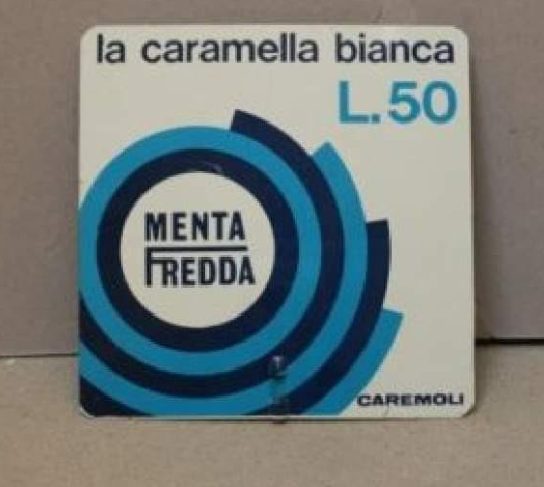 la caramella bianca
L.50
MENTA
FREDDA
CAREMOLI